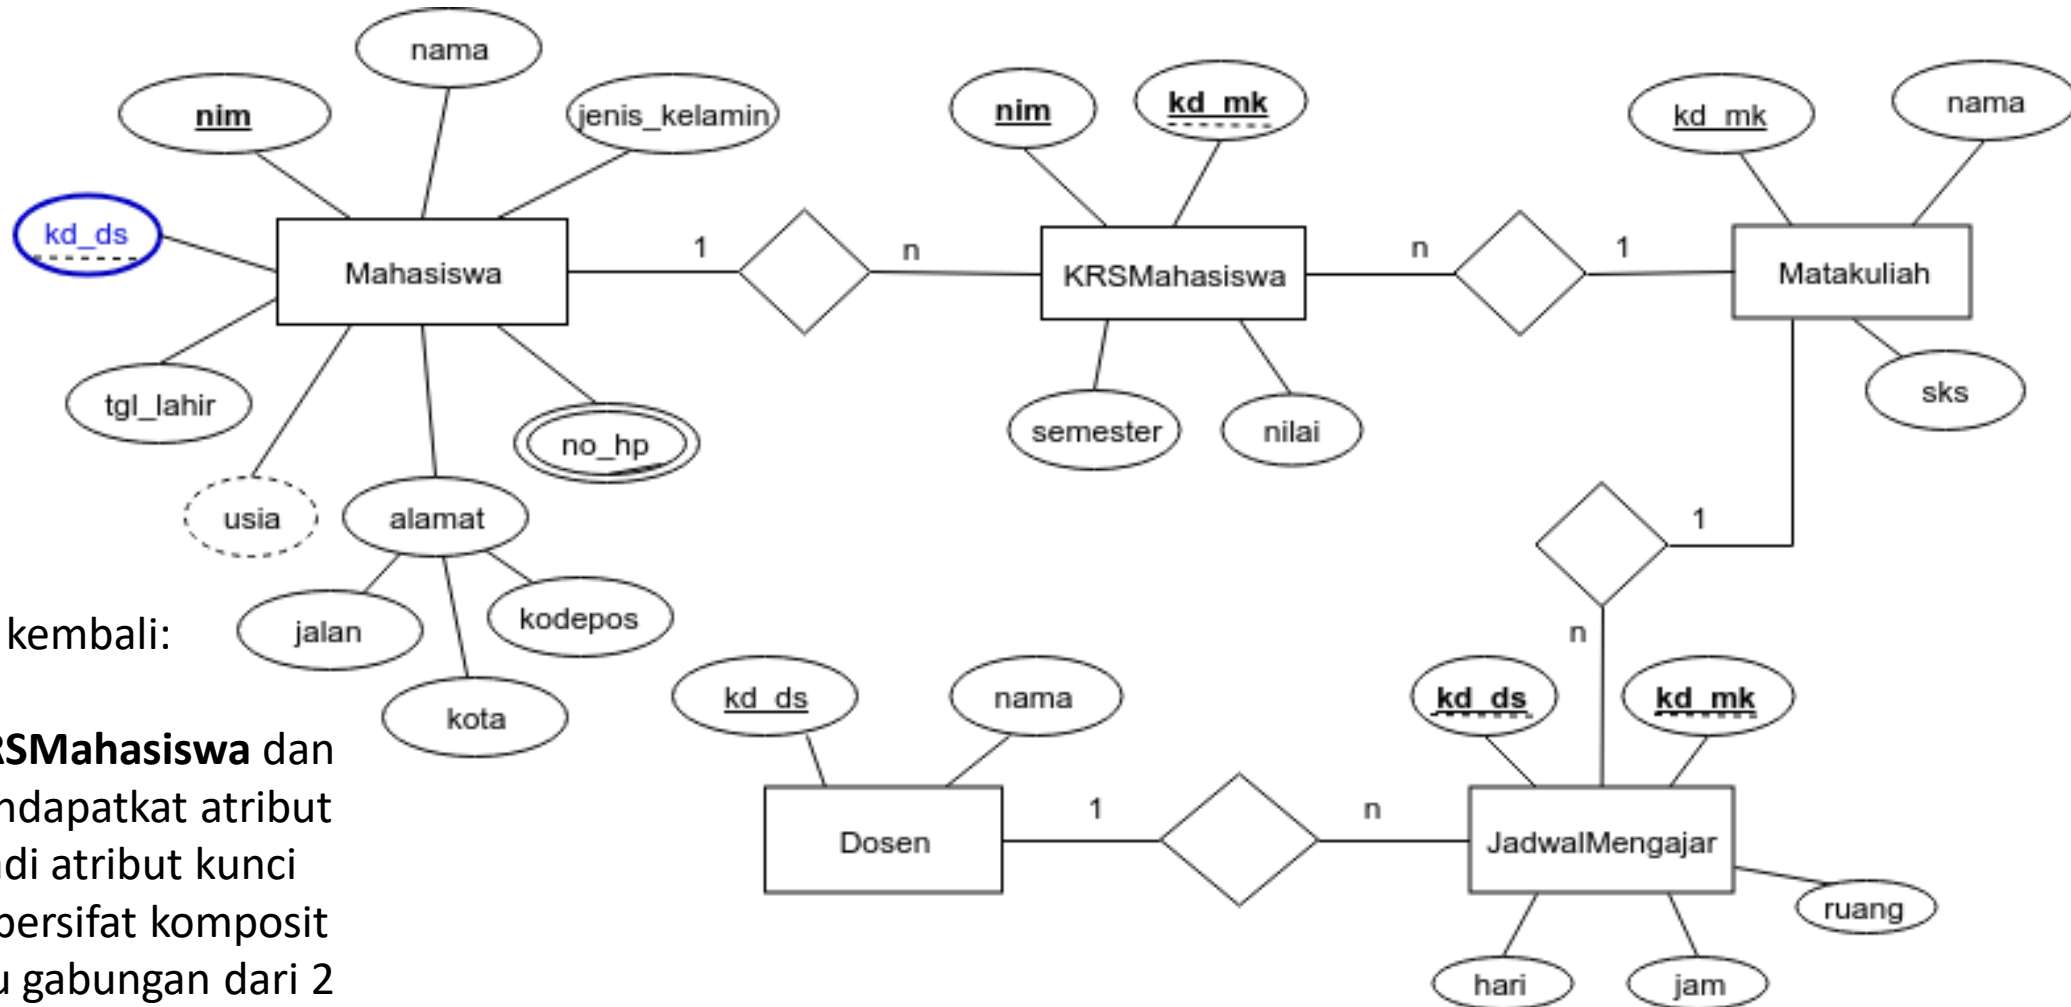 nama
nim
jenis_kelamin
kd_ds
Mahasiswa
tgl_lahir
usia
alamat
no_hp
jalan
kota
kodepos
1
n
nim
kd_mk
KRSMahasiswa
semester
nilai
n
1
kd_mk
nama
Matakuliah
sks
1
n
kd_ds
nama
Dosen
1
n
kd_ds
kd_mk
JadwalMengajar
ruang
hari
jam
kembali:
RSMahasiswa dan
ndapatkat atribut
adi atribut kunci
bersifat komposit
u gabungan dari 2